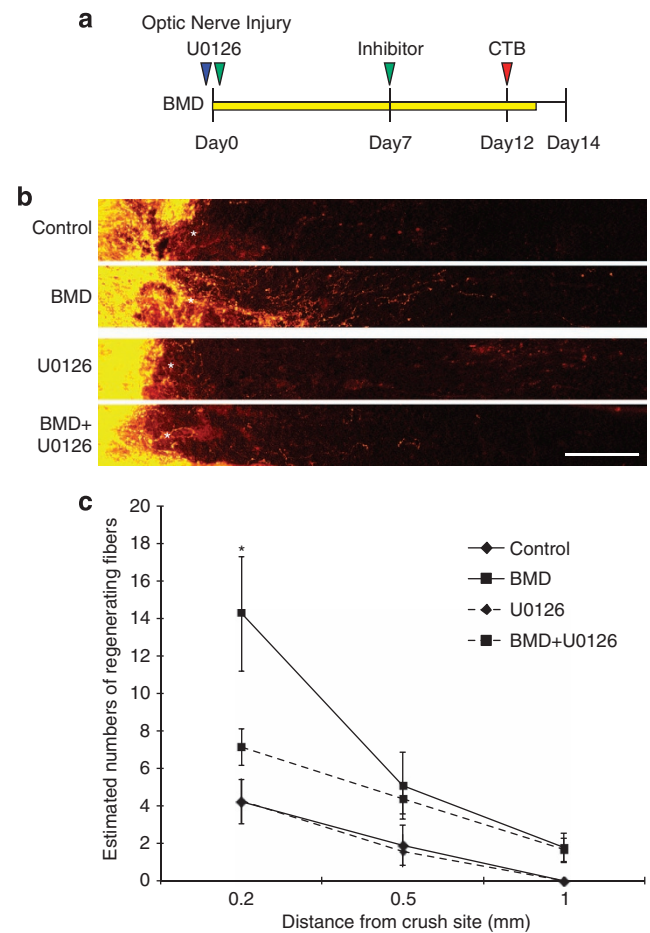 a
Optic Nerve Injury
U0126 Inhibitor CTB
BMD
Day0 Day7 Day12 Day14
b
Control
*
BMD
*
U0126
*
BMD+
U0126
*
c
Estimated numbers of regenerating fibers
20
18
16
14
12
10
8
6
4
2
0
*
Control
BMD
U0126
BMD+U0126
0.2 0.5 1
Distance from crush site (mm)